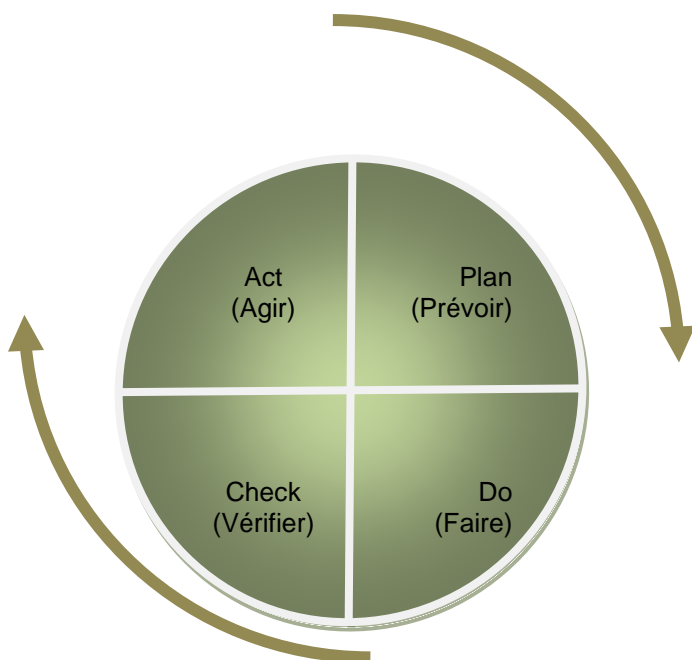 Act
(Agir)
Plan
(Prévoir)
Check
(Vérifier)
Do
(Faire)